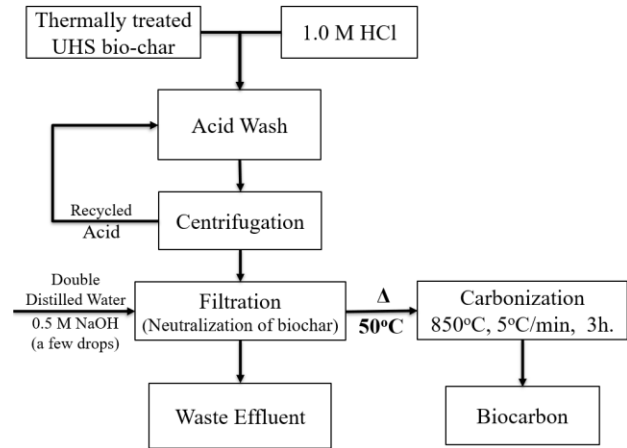 Thermally treated
UHS bio-char
1.0 M HCl
Acid Wash
Recycled
Acid
Centrifugation
Double
Distilled Water
0.5 M NaOH
(a few drops)
Filtration
(Neutralization of biochar)
Δ
50°C
Carbonization
850°C, 5°C/min, 3h.
Waste Effluent
Biocarbon